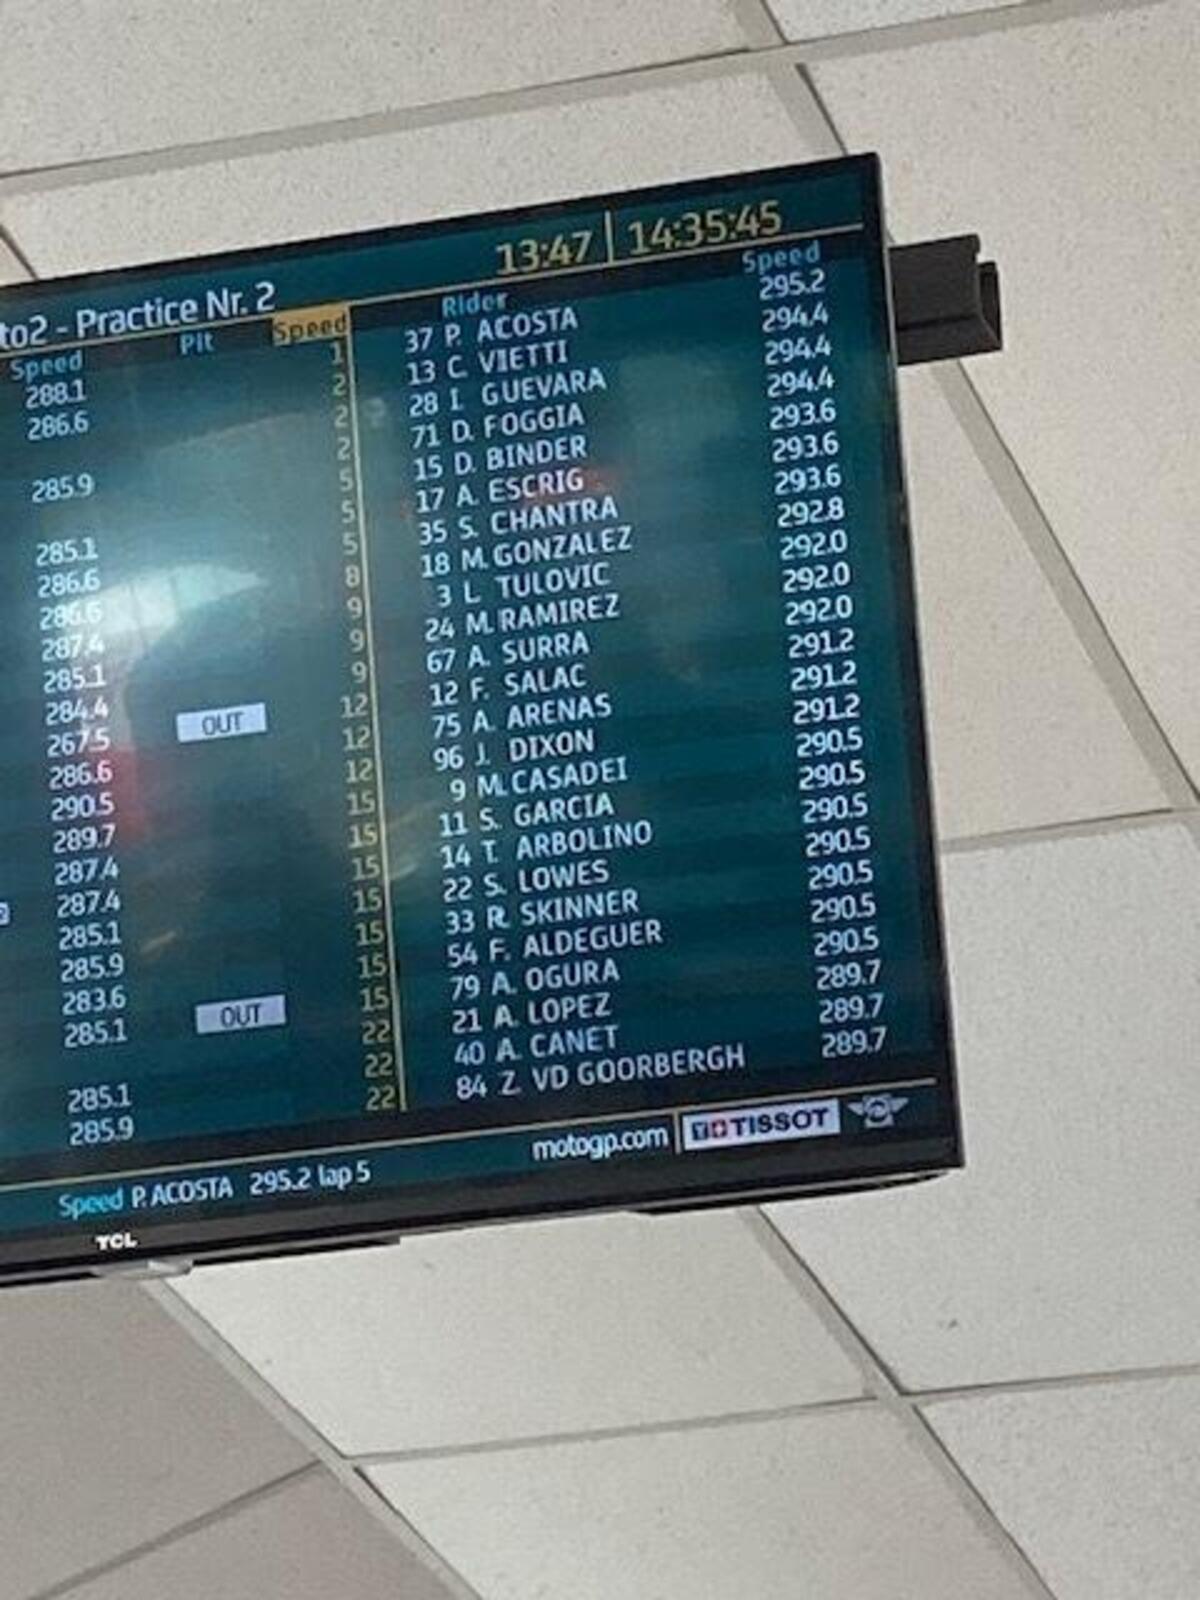 to2 - Practice Nr. 2 13:47 14:35:45
Speed Pit Speed Rider Speed
288.1 1 37 P. ACOSTA 295.2
286.6 2 13 C. VIETTI 294.4
2 28 I. GUEVARA 294.4
285.9 2 71 D. FOGGIA 294.4
5 15 D. BINDER 293.6
285.1 5 17 A. ESCRIG 293.6
286.6 5 35 S. CHANTRA 293.6
286.6 8 18 M. GONZALEZ 292.8
287.4 9 3 L. TULOVIC 292.0
285.1 9 24 M. RAMIREZ 292.0
284.4 9 67 A. SURRA 292.0
267.5 OUT 12 12 F. SALAC 291.2
286.6 12 75 A. ARENAS 291.2
290.5 12 96 J. DIXON 291.2
289.7 15 9 M. CASADEI 290.5
287.4 15 11 S. GARCIA 290.5
287.4 15 14 T. ARBOLINO 290.5
285.1 15 22 S. LOWES 290.5
285.9 15 33 R. SKINNER 290.5
283.6 15 54 F. ALDEGUER 290.5
285.1 OUT 15 79 A. OGURA 290.5
22 21 A. LOPEZ 289.7
285.1 22 40 A. CANET 289.7
285.9 22 84 Z. VD GOORBERGH 289.7
motogp.com TISSOT
Speed P. ACOSTA 295.2 lap 5
TCL